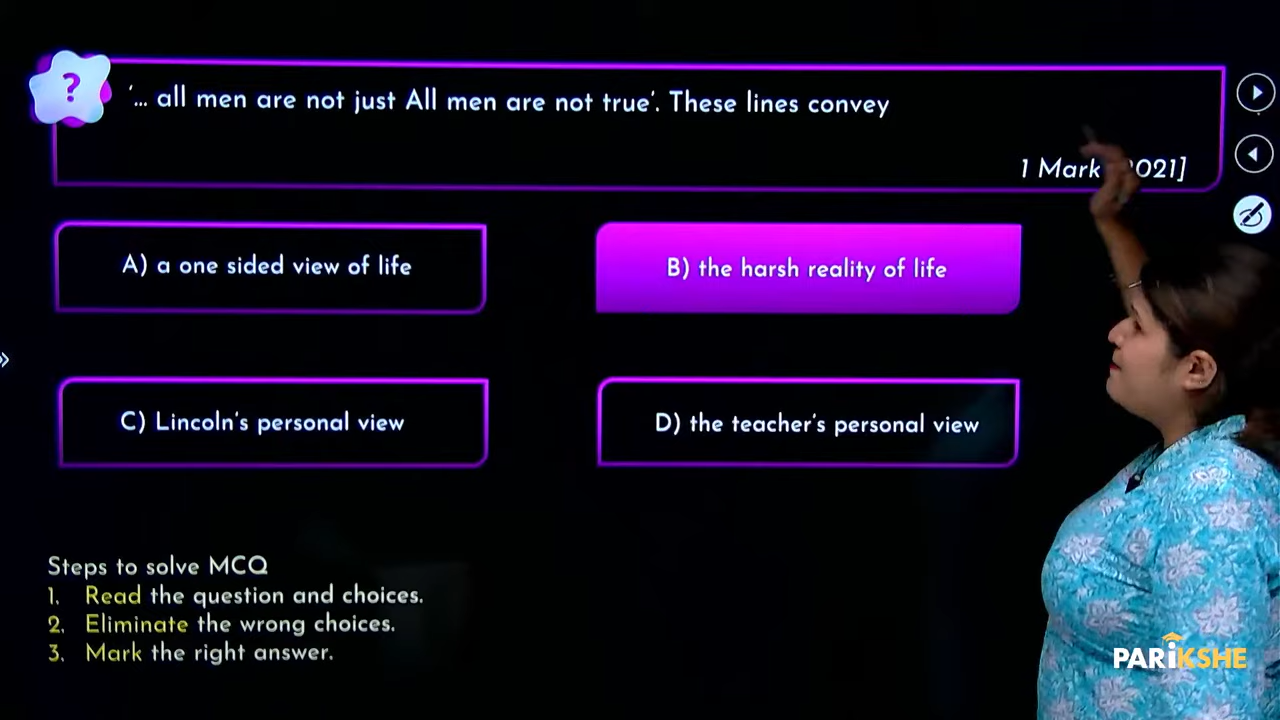 ?
‘... all men are not just All men are not true’. These lines convey
1 Mark 021]
A) a one sided view of life
B) the harsh reality of life
C) Lincoln’s personal view
D) the teacher’s personal view
Steps to solve MCQ
1. Read the question and choices.
2. Eliminate the wrong choices.
3. Mark the right answer.
PARIKSHE